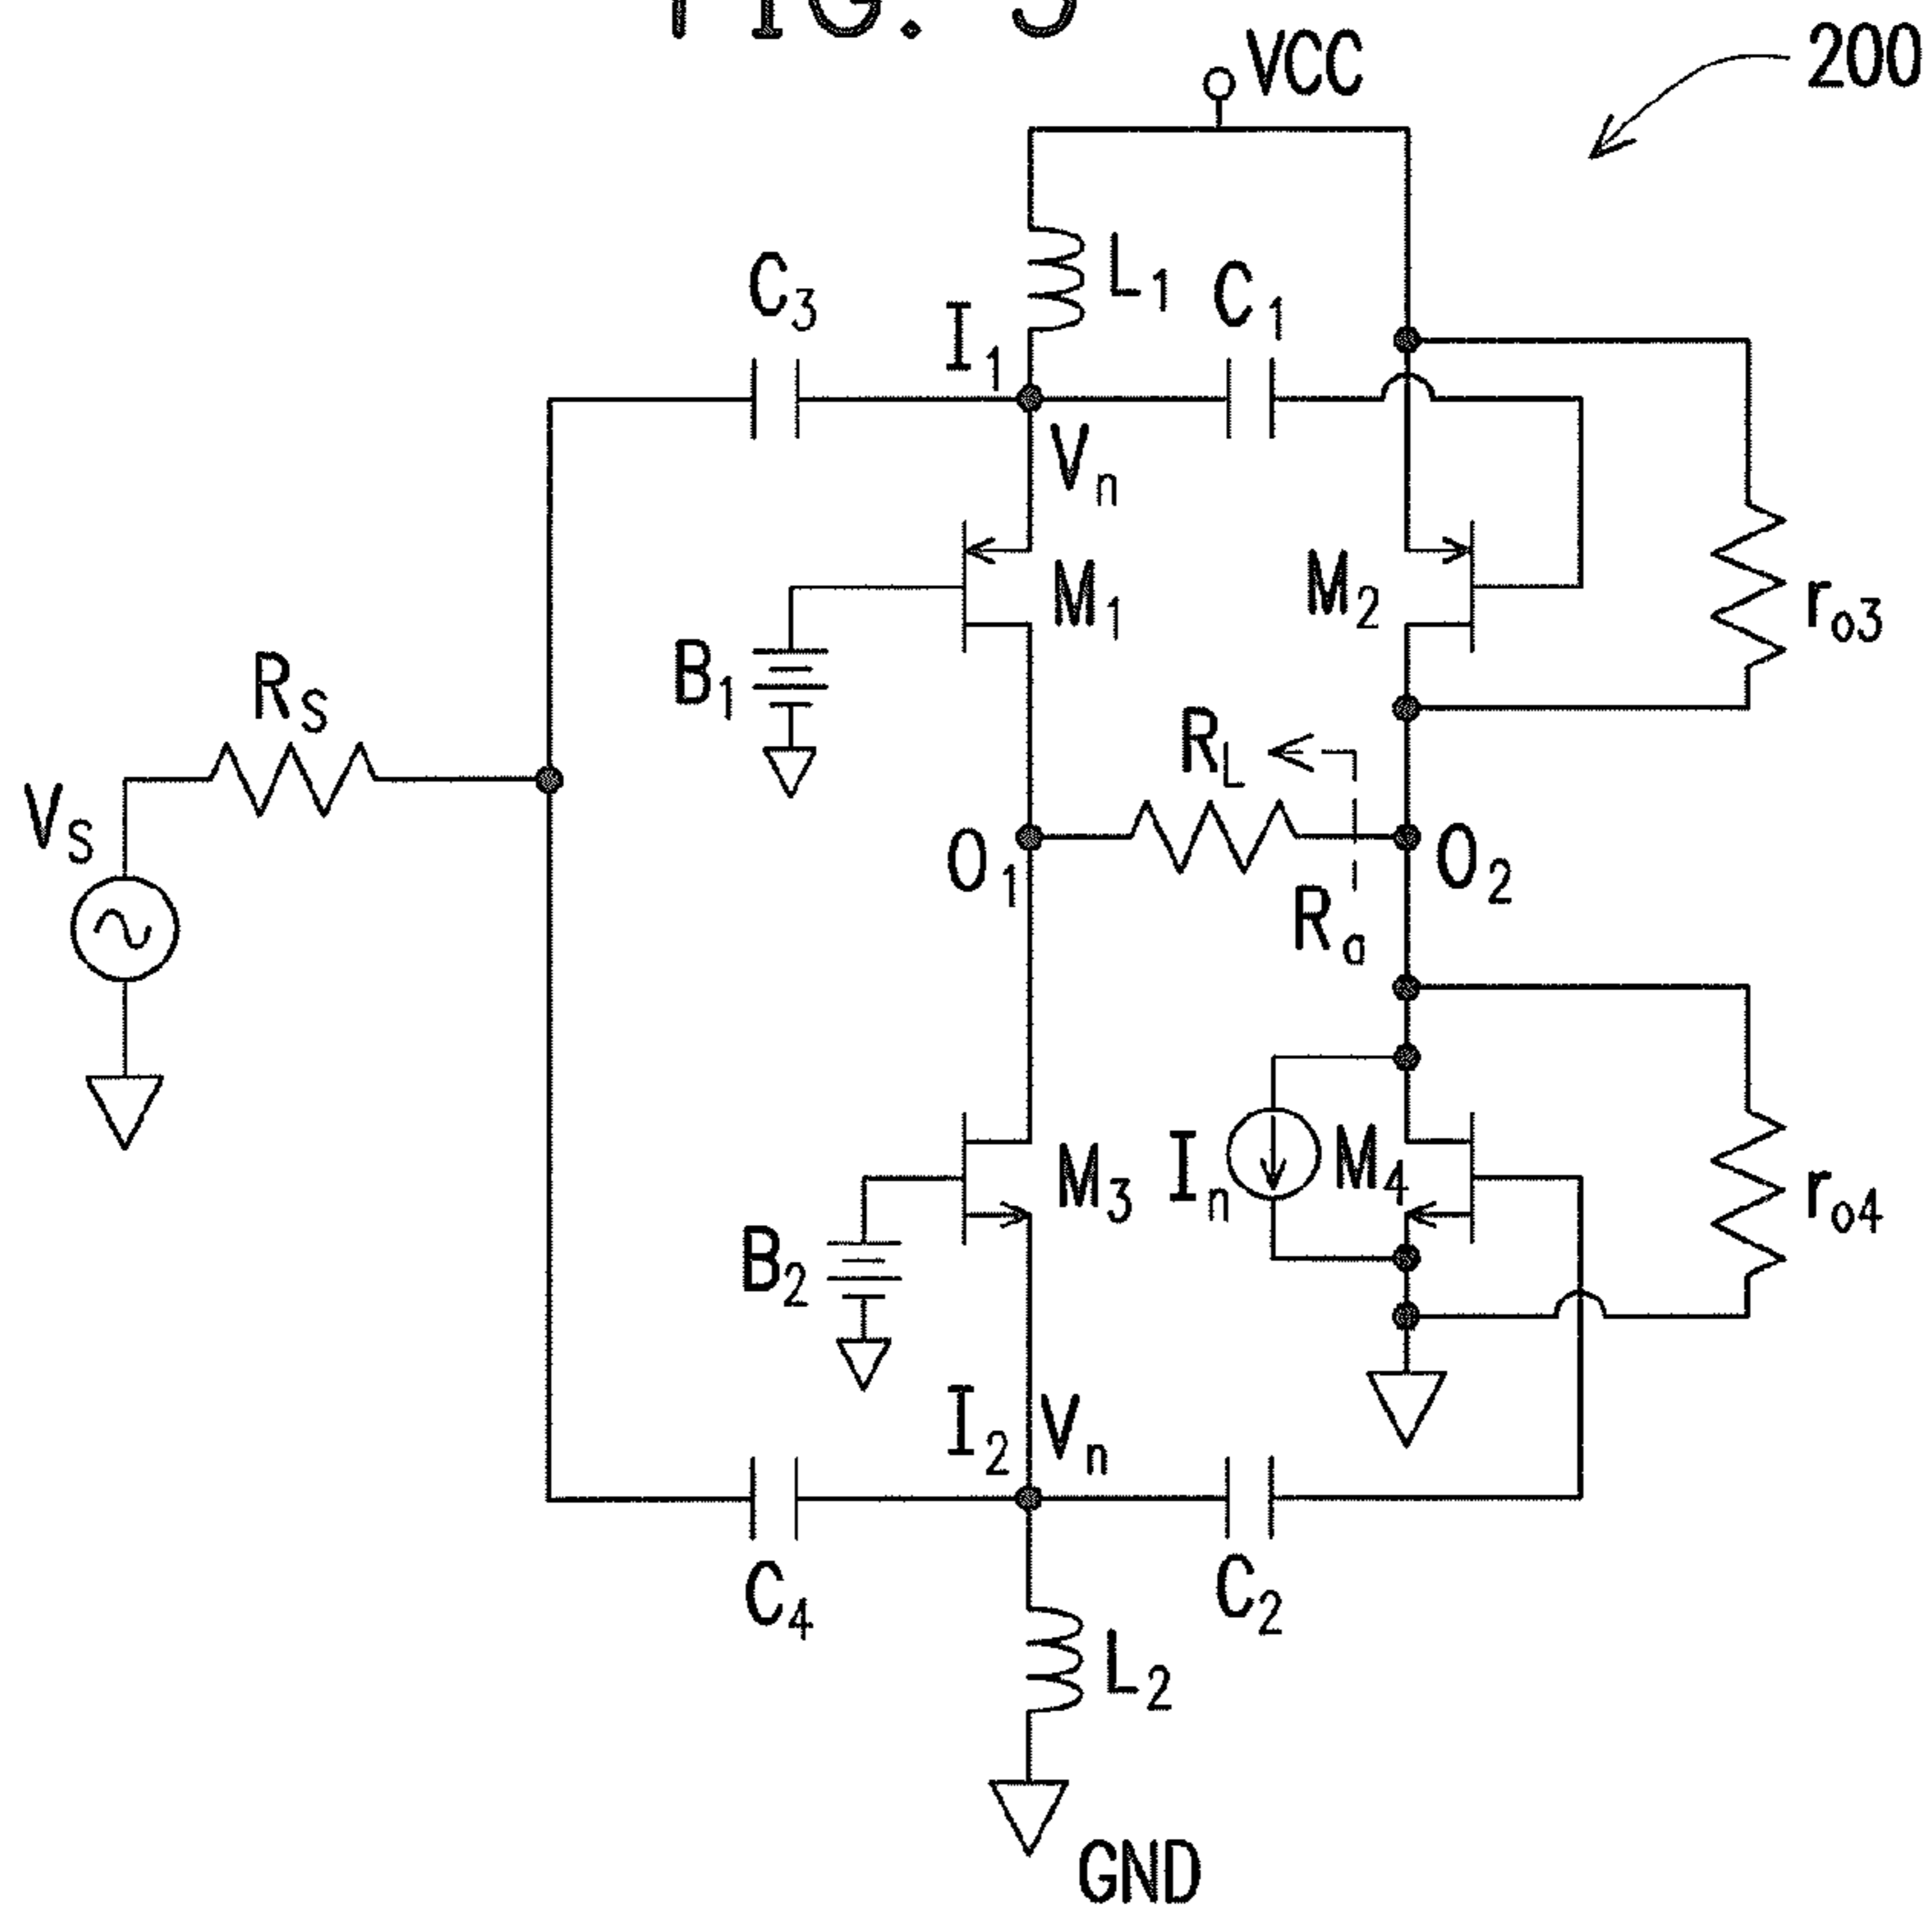 FIG. 5
VCC
200
L1
C3
C1
I1
Vn
M1
M2
ro3
B1
RS
RL
VS
O1
O2
Ra
M3
In
M4
ro4
B2
I2
Vn
C4
C2
L2
GND